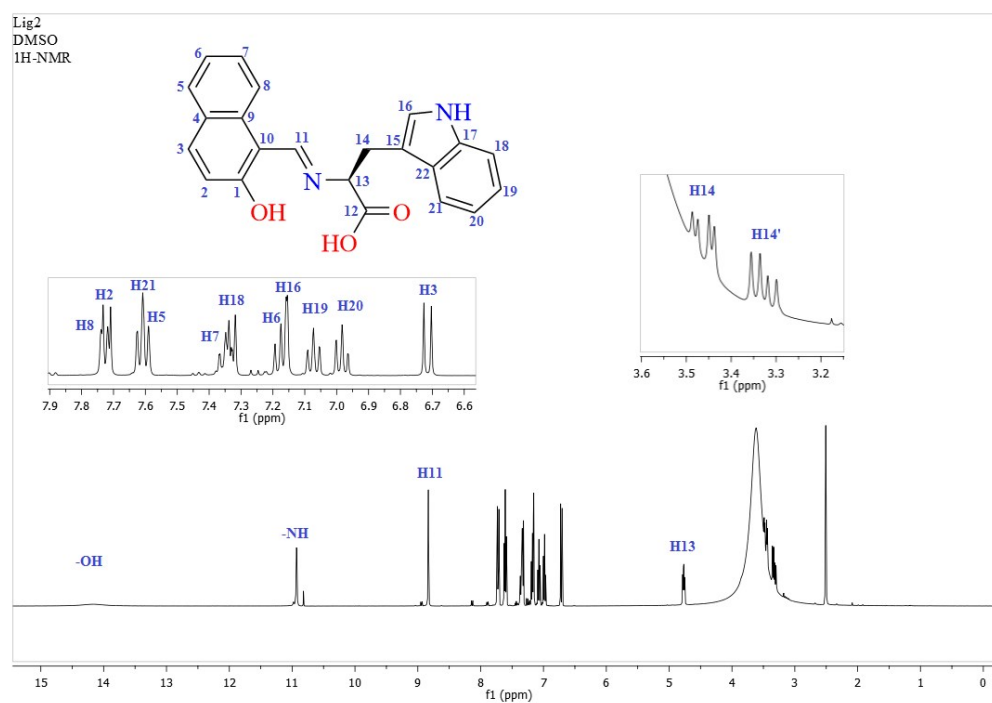 Lig2
DMSO
1H-NMR
7
6
8
5
9
4
16
NH
3
10
11
14
15
17
18
N
13
22
2
1
19
OH
12
O
21
20
HO
H14
H14'
3.6 3.5 3.4 3.3 3.2
f1 (ppm)
H8
H2
H21
H5
H7
H18
H6
H16
H19
H20
H3
7.9 7.8 7.7 7.6 7.5 7.4 7.3 7.2 7.1 7.0 6.9 6.8 6.7 6.6
f1 (ppm)
-OH
-NH
H11
H13
15 14 13 12 11 10 9 8 7 6 5 4 3 2 1 0
f1 (ppm)